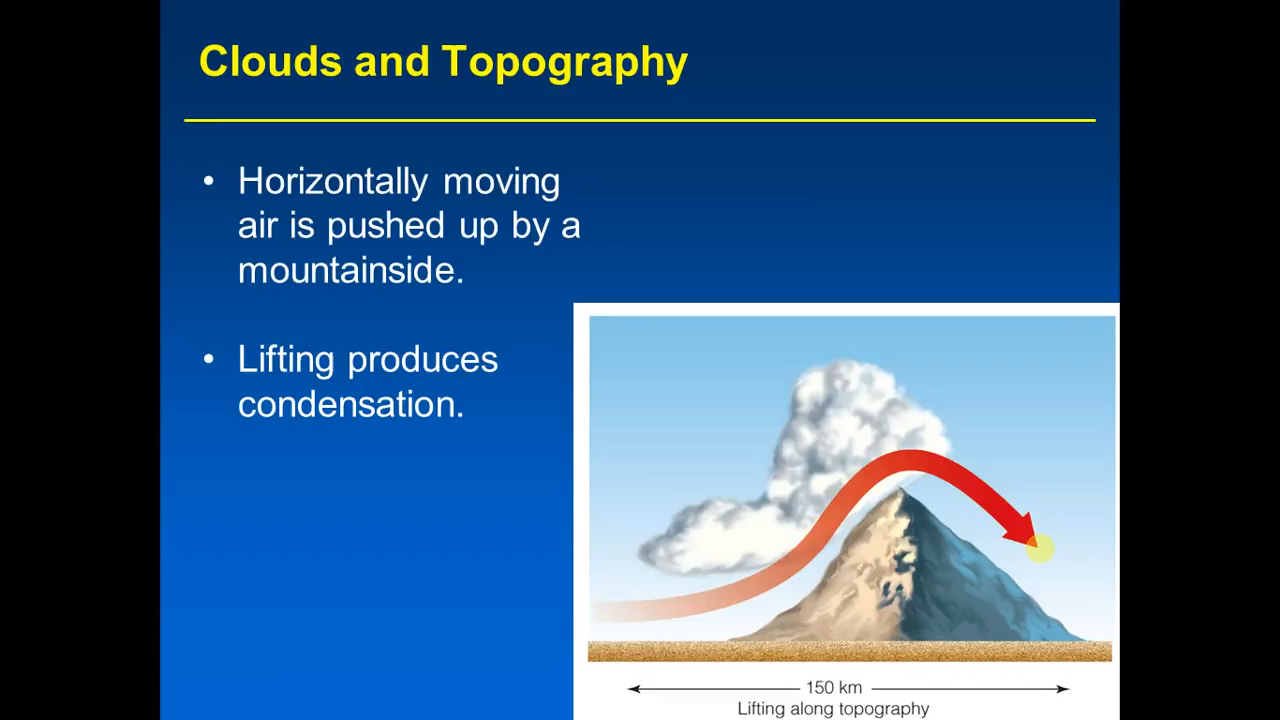 Clouds and Topography
• Horizontally moving
air is pushed up by a
mountainside.
• Lifting produces
condensation.
150 km
Lifting along topography